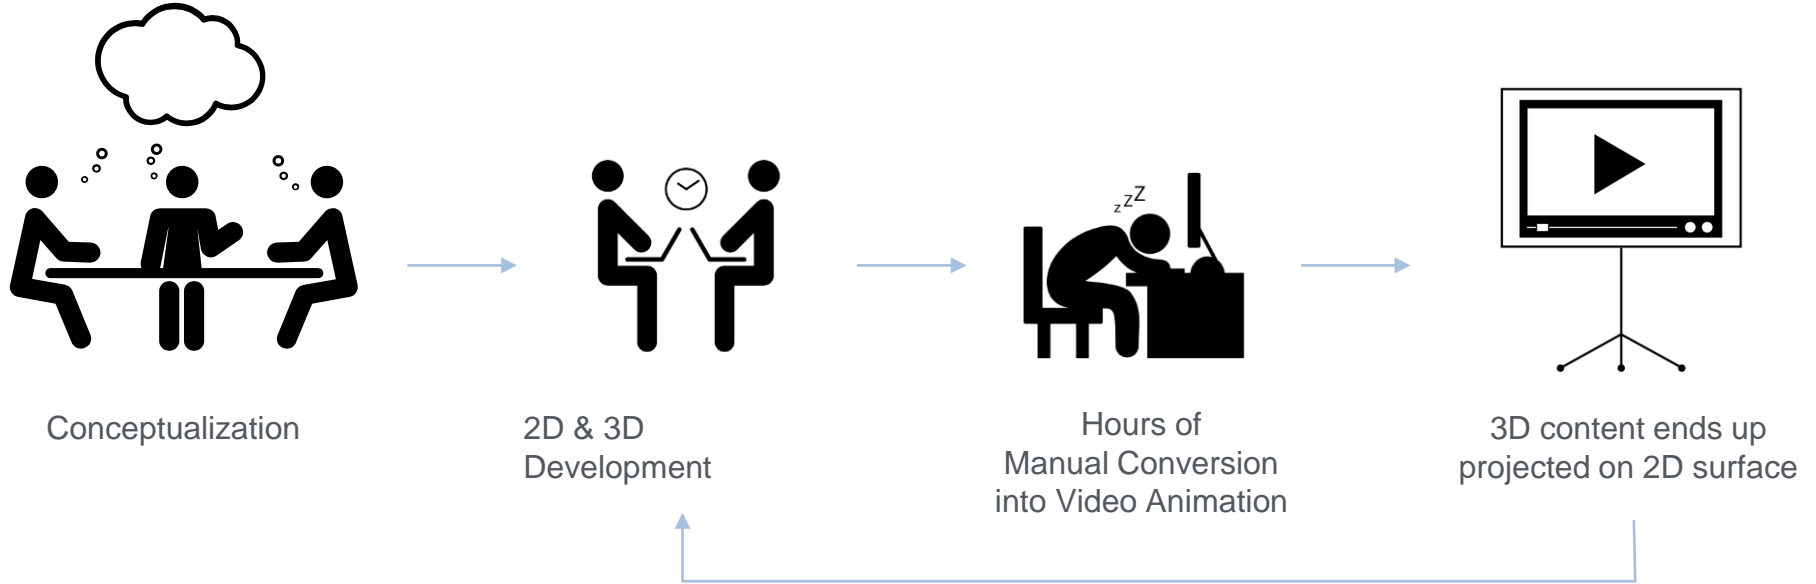 zZZ
Conceptualization
2D & 3D
Development
Hours of
Manual Conversion
into Video Animation
3D content ends up
projected on 2D surface